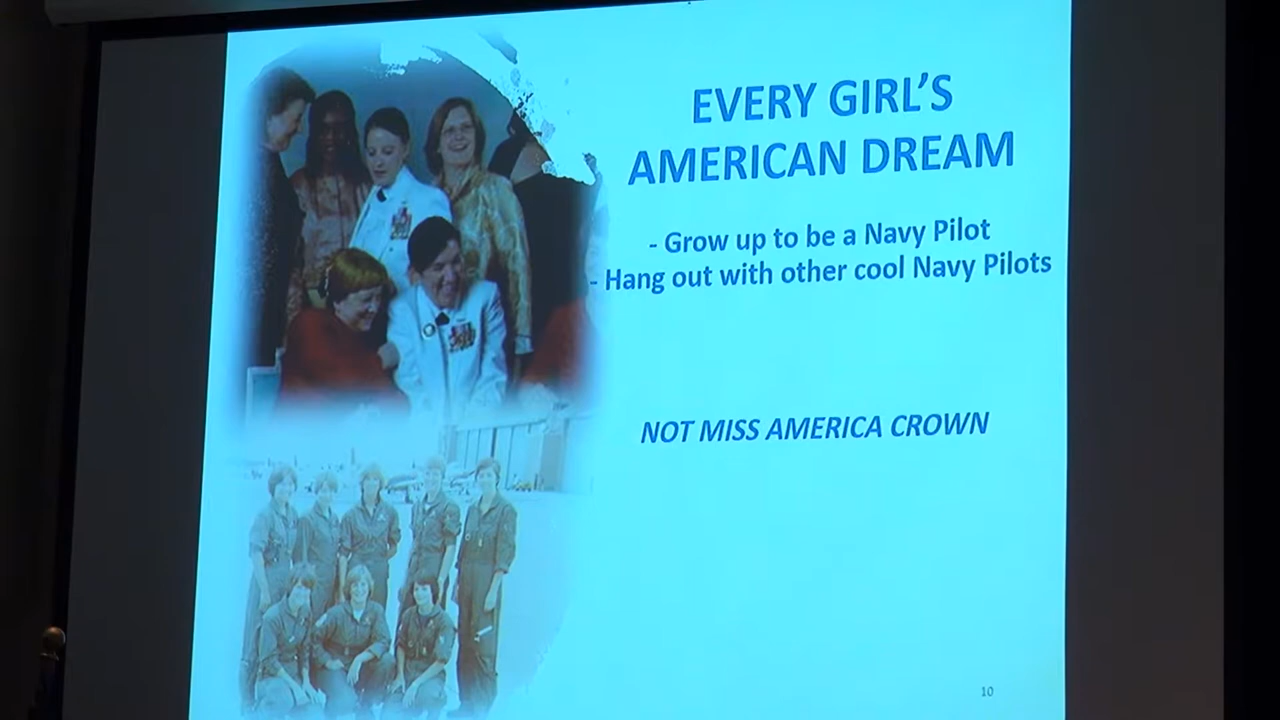 EVERY GIRL'S
AMERICAN DREAM
- Grow up to be a Navy Pilot
- Hang out with other cool Navy Pilots
NOT MISS AMERICA CROWN
10